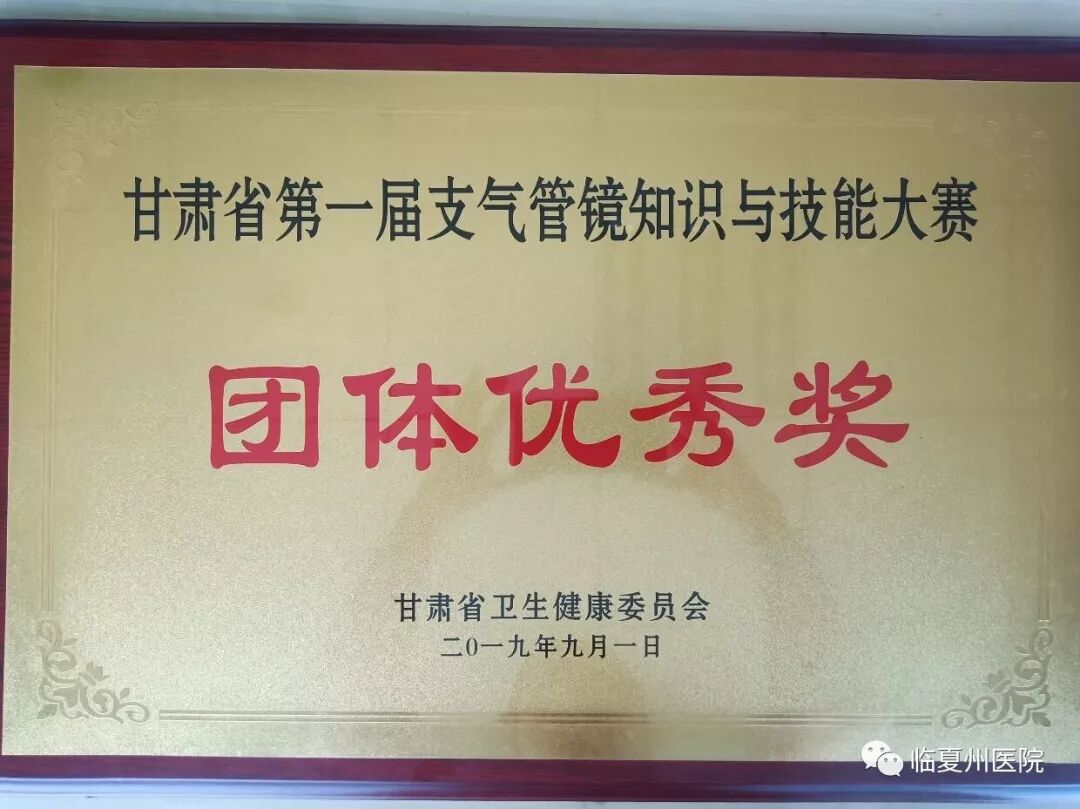 甘肃省第一届支气管镜知识与技能大赛
团体优秀奖
甘肃省卫生健康委员会
二0一九年九月一日
临夏州医院